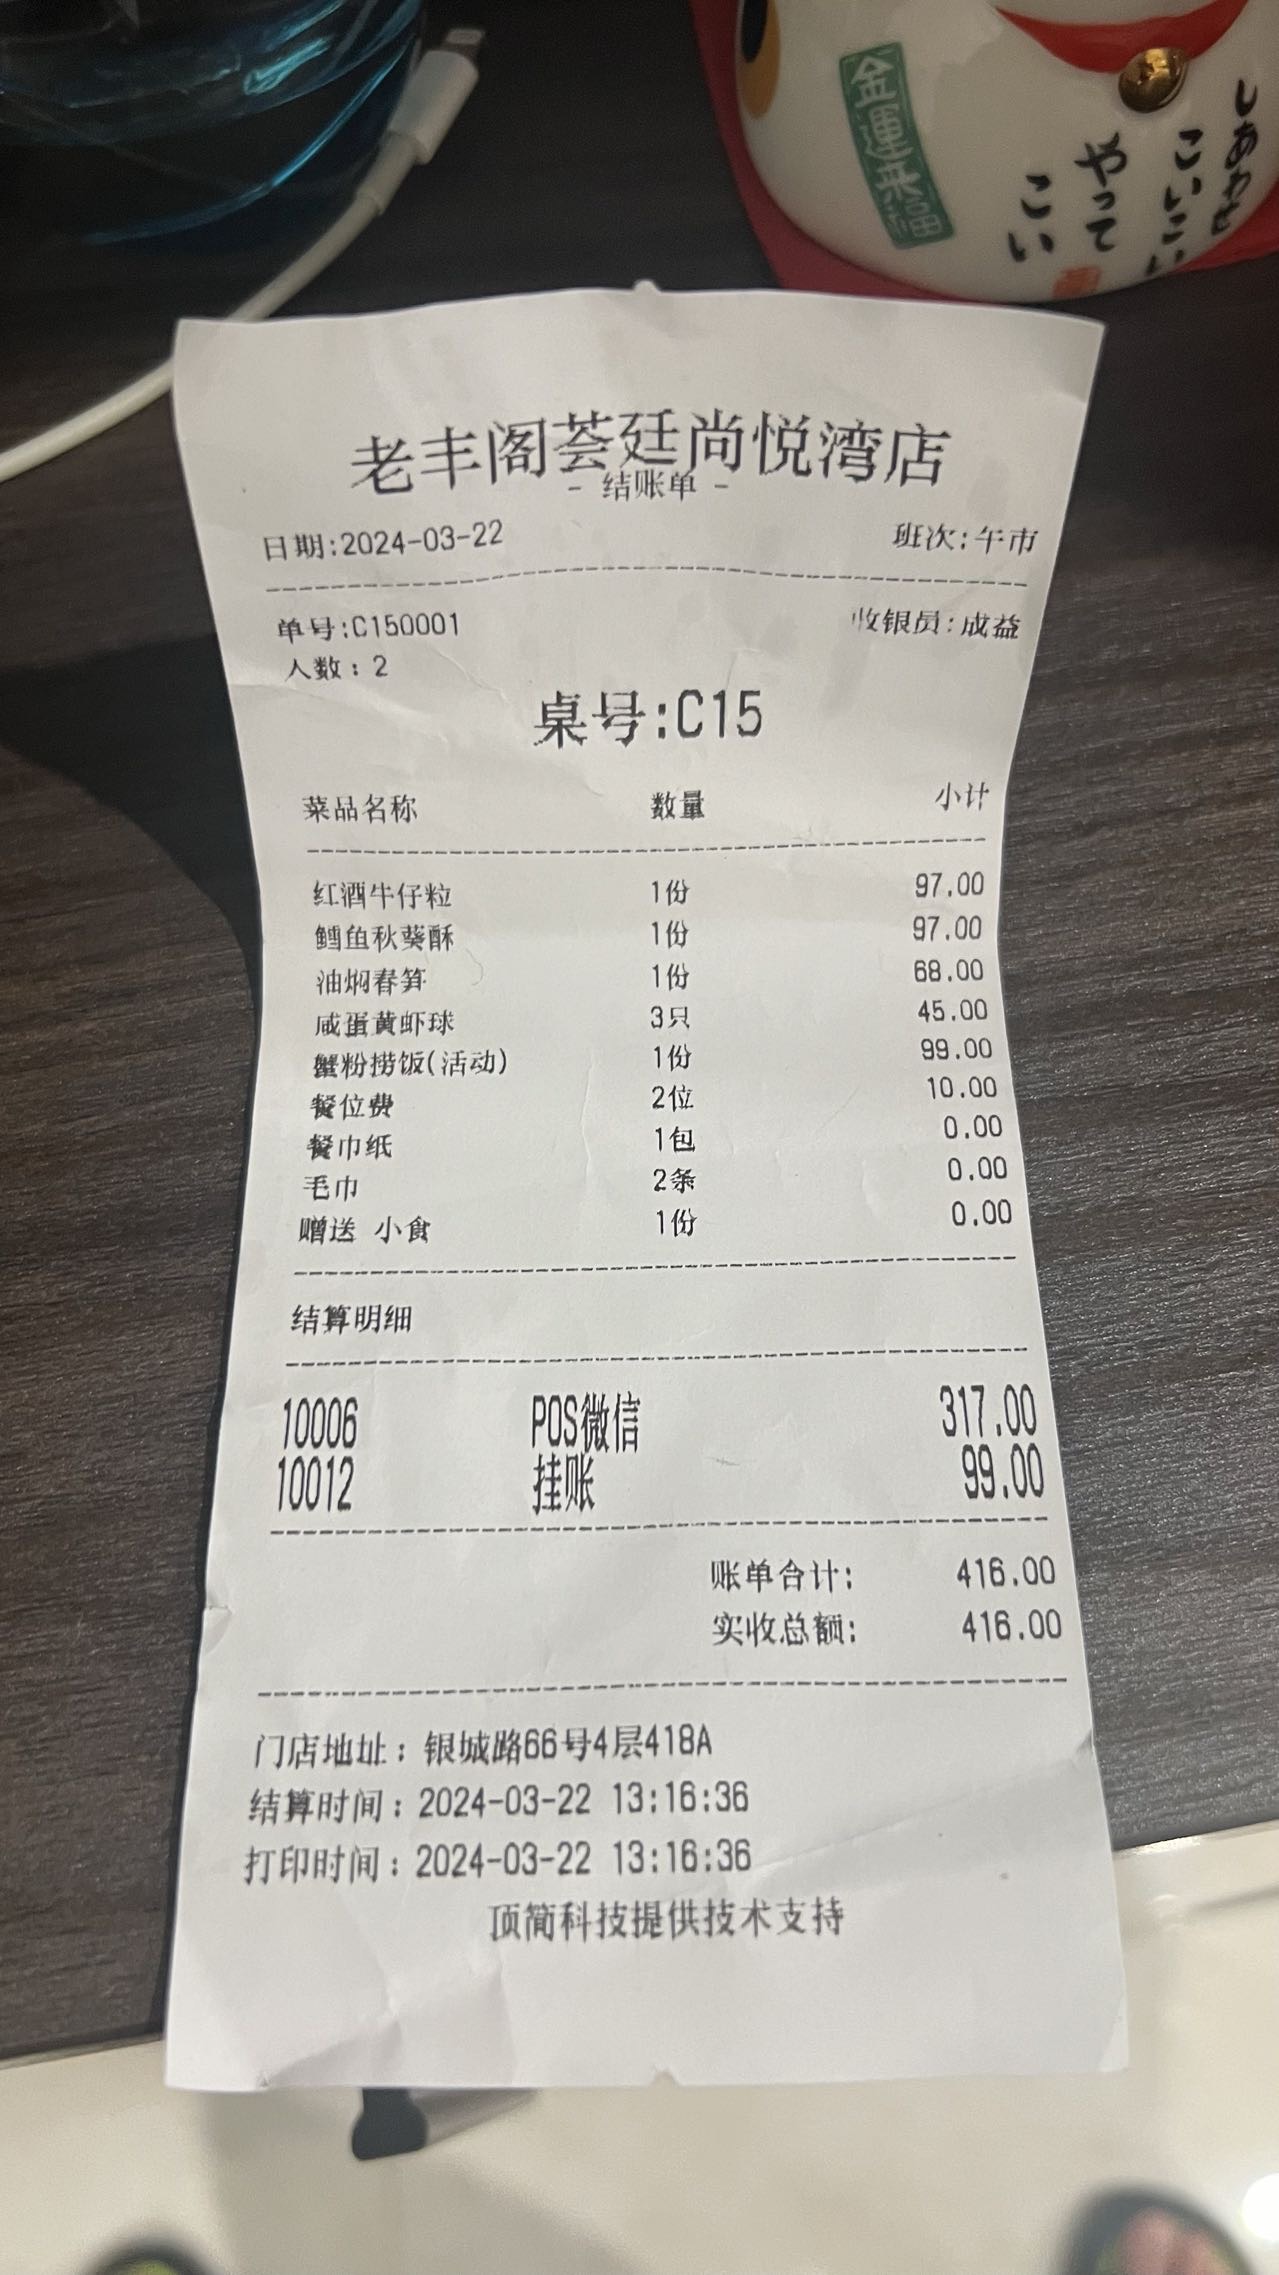 金運来福
しあわせ
こいこい
やって
こい
老丰阁荟廷尚悦湾店
- 结账单 -
日期:2024-03-22 班次:午市
单号:C150001 收银员:成益
人数:2
桌号:C15
菜品名称 数量 小计
红酒牛仔粒 1份 97.00
鳕鱼秋葵酥 1份 97.00
油焖春笋 1份 68.00
咸蛋黄虾球 3只 45.00
蟹粉捞饭(活动) 1份 99.00
餐位费 2位 10.00
餐巾纸 1包 0.00
毛巾 2条 0.00
赠送 小食 1份 0.00
结算明细
10006 POS微信 317.00
10012 挂账 99.00
账单合计: 416.00
实收总额: 416.00
门店地址:银城路66号4层418A
结算时间:2024-03-22 13:16:36
打印时间:2024-03-22 13:16:36
顶简科技提供技术支持